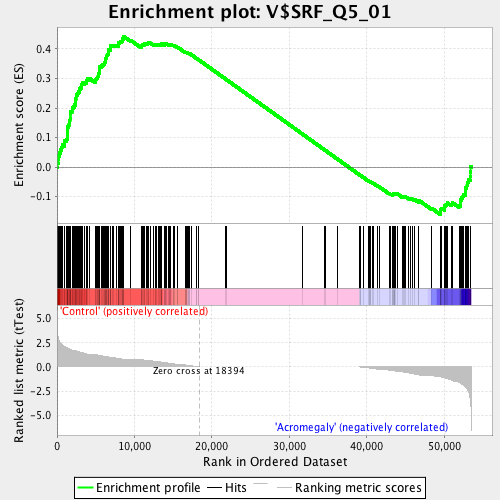 Enrichment plot: V$SRF_Q5_01
Enrichment score (ES)
0.4
0.3
0.2
0.1
0.0
-0.1
'Control' (positively correlated)
Ranked list metric (tTest)
5.0
2.5
0.0
-2.5
-5.0
Zero cross at 18394
'Acromegaly' (negatively correlated)
0 10,000 20,000 30,000 40,000 50,000
Rank in Ordered Dataset
Enrichment profile Hits Ranking metric scores